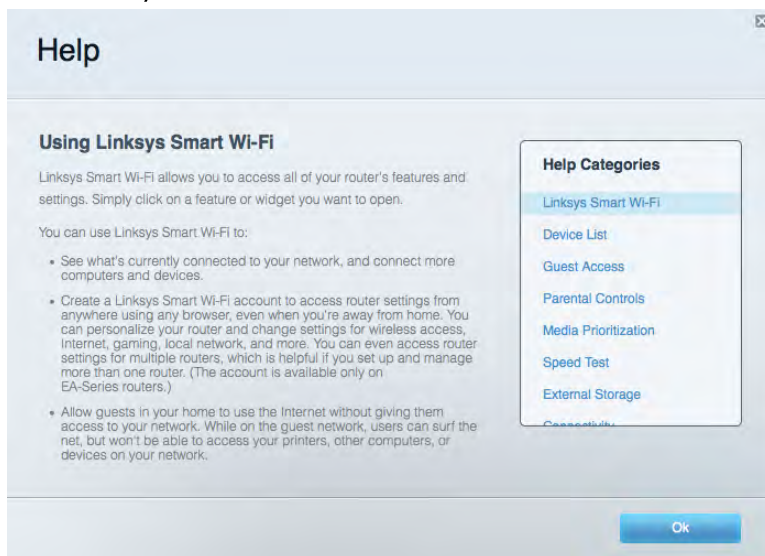 Help
Using Linksys Smart Wi-Fi
Linksys Smart Wi-Fi allows you to access all of your router's features and
settings. Simply click on a feature or widget you want to open.
You can use Linksys Smart Wi-Fi to:
• See what's currently connected to your network, and connect more
computers and devices.
• Create a Linksys Smart Wi-Fi account to access router settings from
anywhere using any browser, even when you're away from home. You
can personalize your router and change settings for wireless access,
Internet, gaming, local network, and more. You can even access router
settings for multiple routers, which is helpful if you set up and manage
more than one router. (The account is available only on
EA-Series routers.)
• Allow guests in your home to use the Internet without giving them
access to your network. While on the guest network, users can surf the
net, but won't be able to access your printers, other computers, or
devices on your network.
Help Categories
Linksys Smart Wi-Fi
Device List
Guest Access
Parental Controls
Media Prioritization
Speed Test
External Storage
Connectivity
Ok